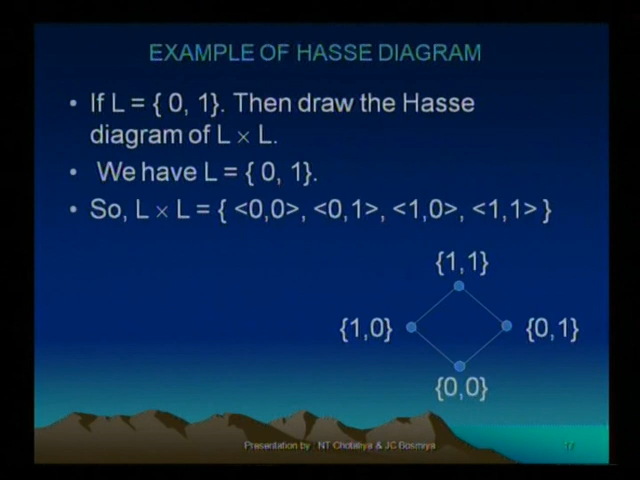 EXAMPLE OF HASSE DIAGRAM
• If L = { 0, 1}. Then draw the Hasse
diagram of L × L.
• We have L = { 0, 1}.
• So, L × L = { <0,0>, <0,1>, <1,0>, <1,1> }
{1,1}
{1,0}
{0,1}
{0,0}
Presentation by NT Chotaliya & JC Bosmiya
17